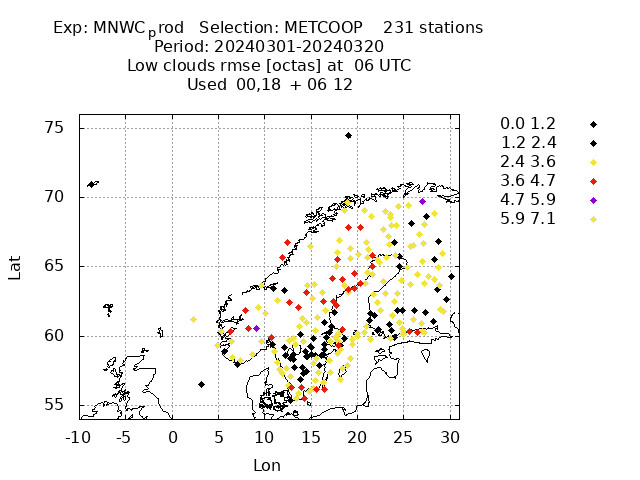 Exp: MNWCprod   Selection: METCOOP    231 stations
Period: 20240301-20240320
Low clouds rmse [octas] at  06 UTC
Used  00,18  + 06 12
0.0 1.2
1.2 2.4
2.4 3.6
3.6 4.7
4.7 5.9
5.9 7.1
75
70
65
60
55
Lat
-10 -5 0 5 10 15 20 25 30
Lon